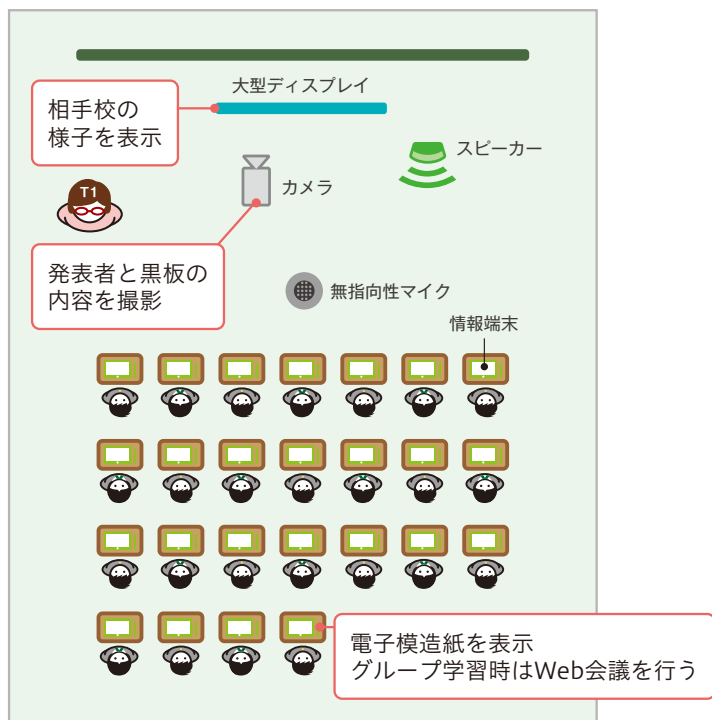 大型ディスプレイ
相手校の
様子を表示
スピーカー
T1
カメラ
発表者と黒板の
内容を撮影
無指向性マイク
情報端末
電子模造紙を表示
グループ学習時はWeb会議を行う